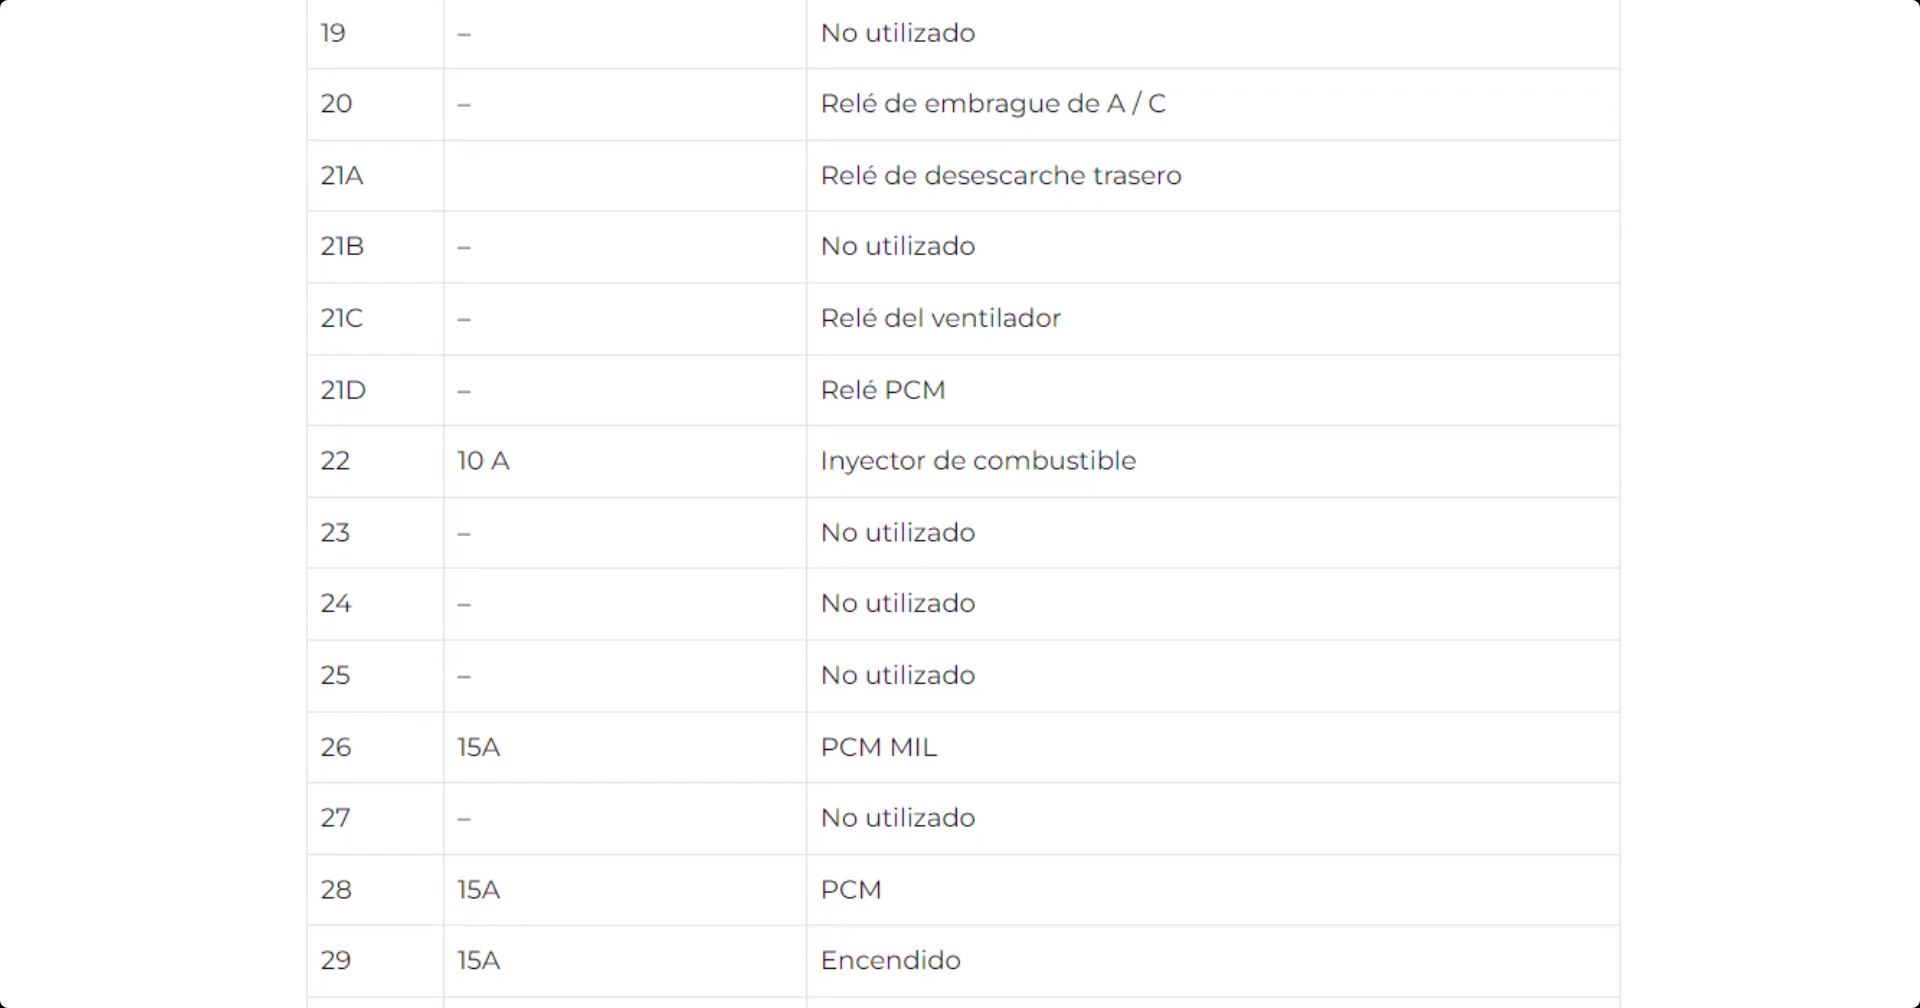 19 – No utilizado
20 – Relé de embrague de A / C
21A Relé de desescarche trasero
21B – No utilizado
21C – Relé del ventilador
21D – Relé PCM
22 10 A Inyector de combustible
23 – No utilizado
24 – No utilizado
25 – No utilizado
26 15A PCM MIL
27 – No utilizado
28 15A PCM
29 15A Encendido